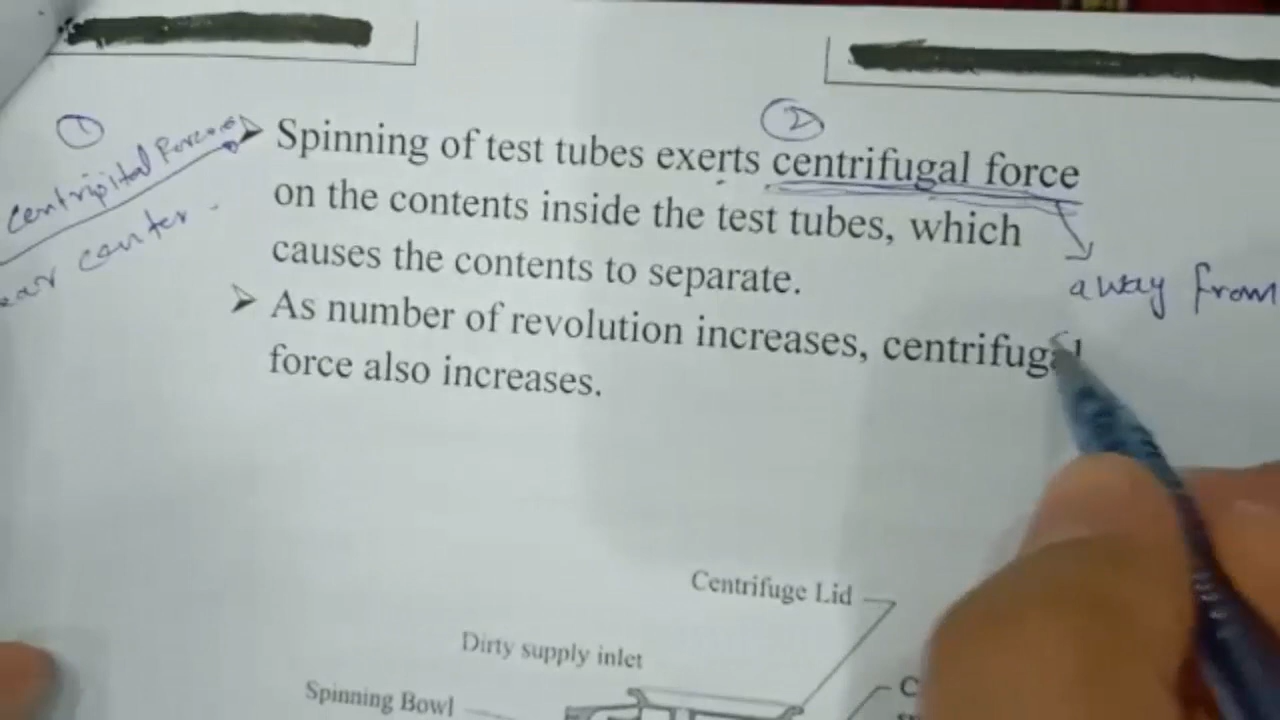 ①
centripital Force
ear center
②
Spinning of test tubes exerts centrifugal force
on the contents inside the test tubes, which
causes the contents to separate.
away from
As number of revolution increases, centrifugal
force also increases.
Centrifuge Lid
Dirty supply inlet
Spinning Bowl
C